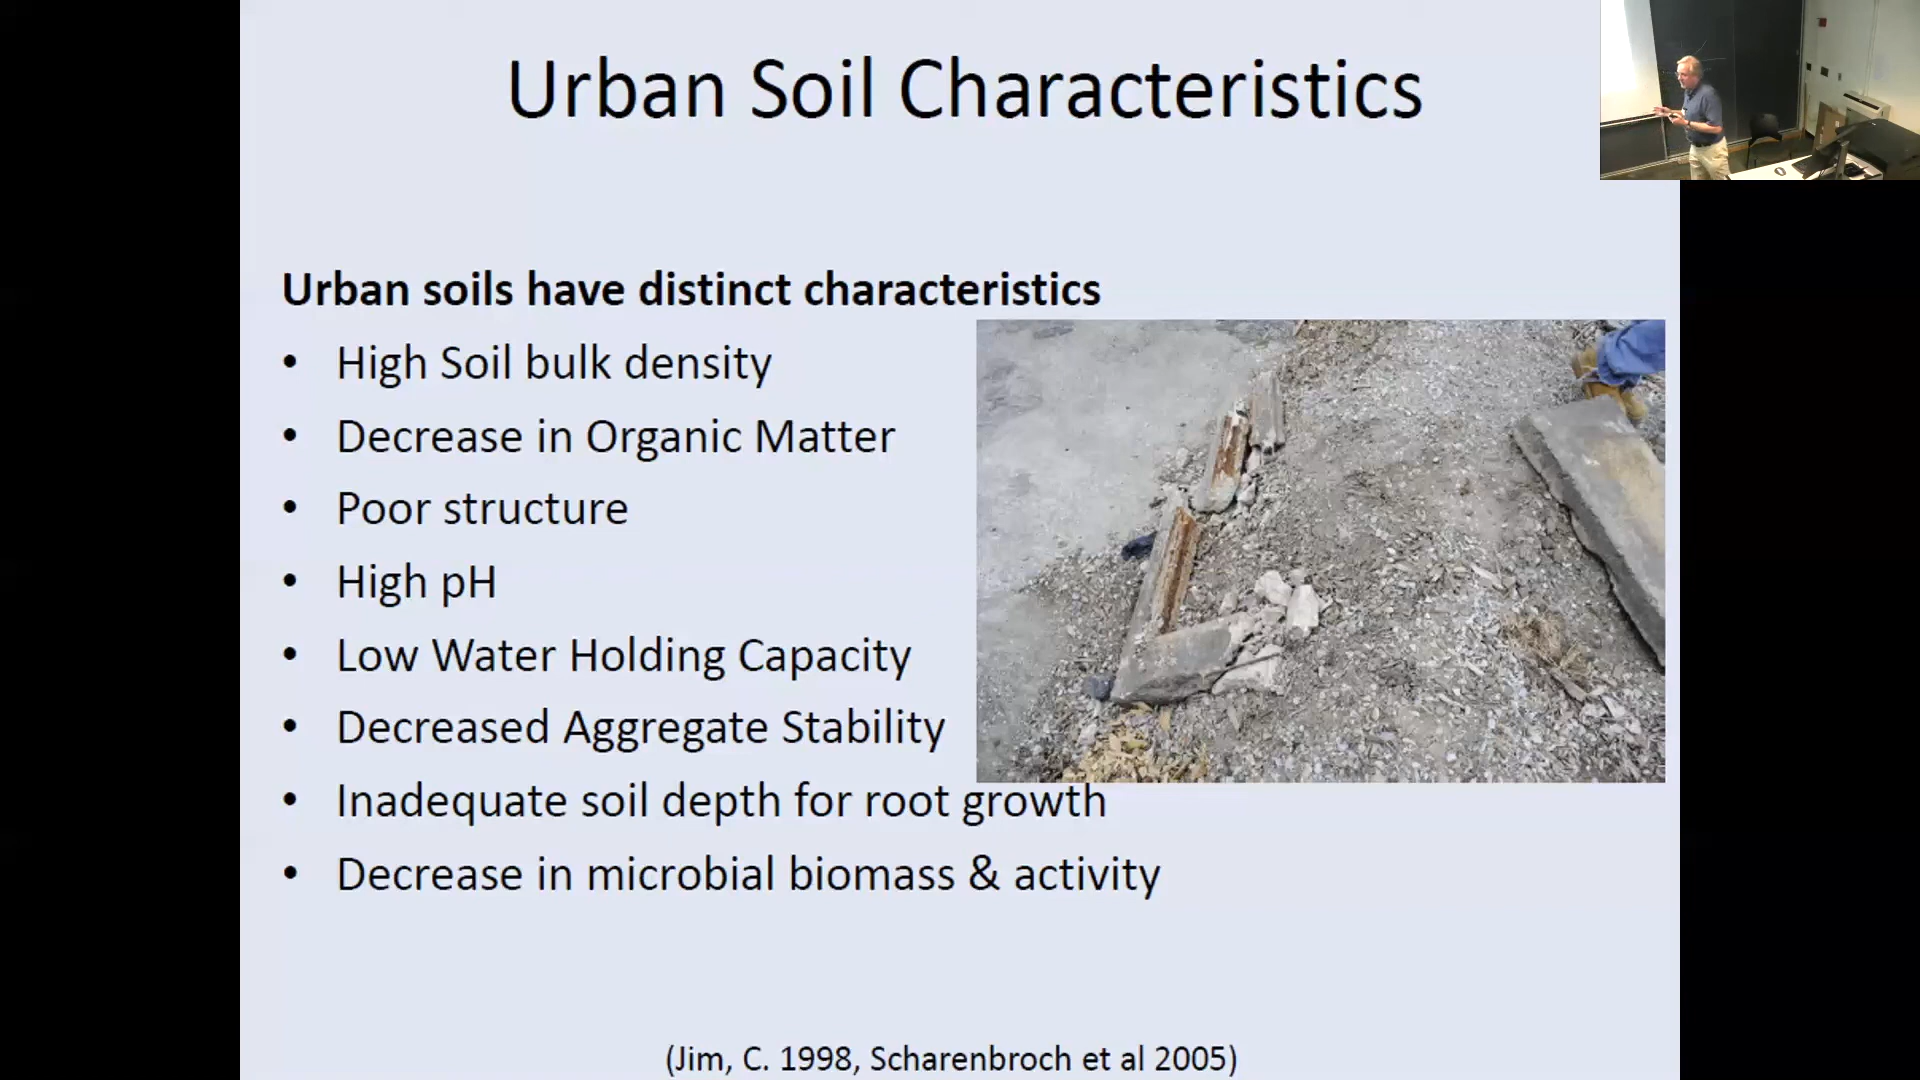 Urban Soil Characteristics
Urban soils have distinct characteristics
• High Soil bulk density
• Decrease in Organic Matter
• Poor structure
• High pH
• Low Water Holding Capacity
• Decreased Aggregate Stability
• Inadequate soil depth for root growth
• Decrease in microbial biomass & activity
(Jim, C. 1998, Scharenbroch et al 2005)